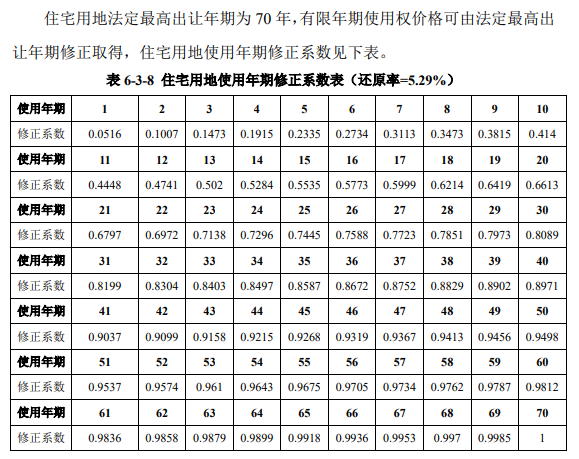 住宅用地法定最高出让年期为 70 年，有限年期使用权价格可由法定最高出
让年期修正取得，住宅用地使用年期修正系数见下表。
表 6-3-8 住宅用地使用年期修正系数表（还原率=5.29%）
使用年期 1 2 3 4 5 6 7 8 9 10
修正系数 0.0516 0.1007 0.1473 0.1915 0.2335 0.2734 0.3113 0.3473 0.3815 0.414
使用年期 11 12 13 14 15 16 17 18 19 20
修正系数 0.4448 0.4741 0.502 0.5284 0.5535 0.5773 0.5999 0.6214 0.6419 0.6613
使用年期 21 22 23 24 25 26 27 28 29 30
修正系数 0.6797 0.6972 0.7138 0.7296 0.7445 0.7588 0.7723 0.7851 0.7973 0.8089
使用年期 31 32 33 34 35 36 37 38 39 40
修正系数 0.8199 0.8304 0.8403 0.8497 0.8587 0.8672 0.8752 0.8829 0.8902 0.8971
使用年期 41 42 43 44 45 46 47 48 49 50
修正系数 0.9037 0.9099 0.9158 0.9215 0.9268 0.9319 0.9367 0.9413 0.9456 0.9498
使用年期 51 52 53 54 55 56 57 58 59 60
修正系数 0.9537 0.9574 0.961 0.9643 0.9675 0.9705 0.9734 0.9762 0.9787 0.9812
使用年期 61 62 63 64 65 66 67 68 69 70
修正系数 0.9836 0.9858 0.9879 0.9899 0.9918 0.9936 0.9953 0.997 0.9985 1